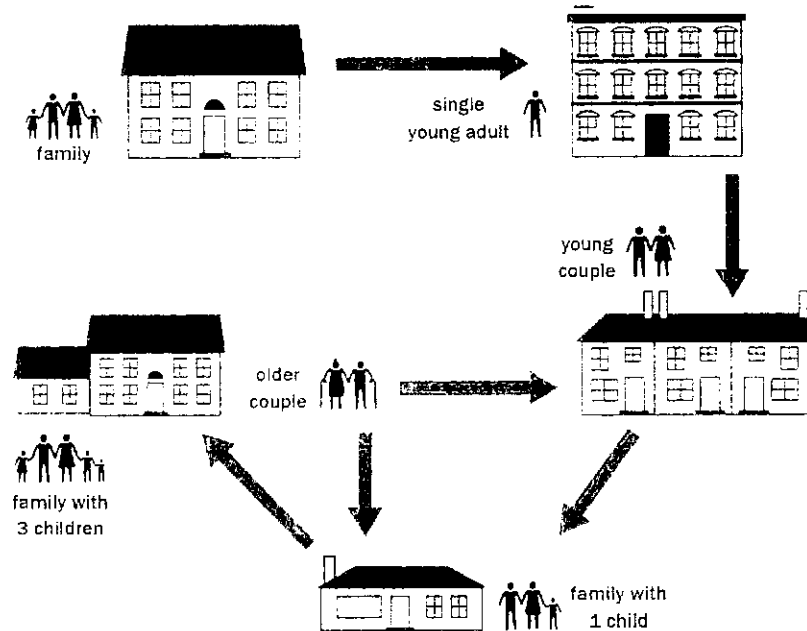 family
single
young adult
young
couple
older
couple
family with
3 children
family with
1 child